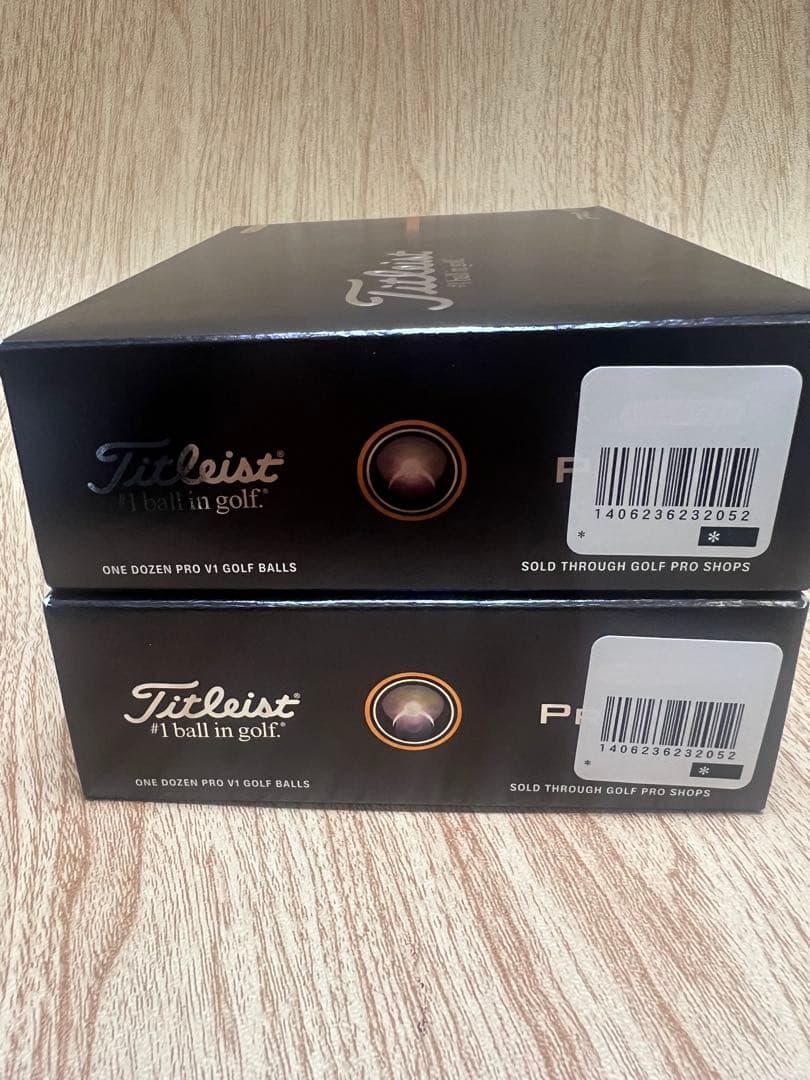 Titleist
#1 ball in golf.
Titleist®
#1 ball in golf.®
ONE DOZEN PRO V1 GOLF BALLS
1406236232052
*
*
SOLD THROUGH GOLF PRO SHOPS
Titleist®
#1 ball in golf.®
ONE DOZEN PRO V1 GOLF BALLS
1406236232052
*
*
SOLD THROUGH GOLF PRO SHOPS